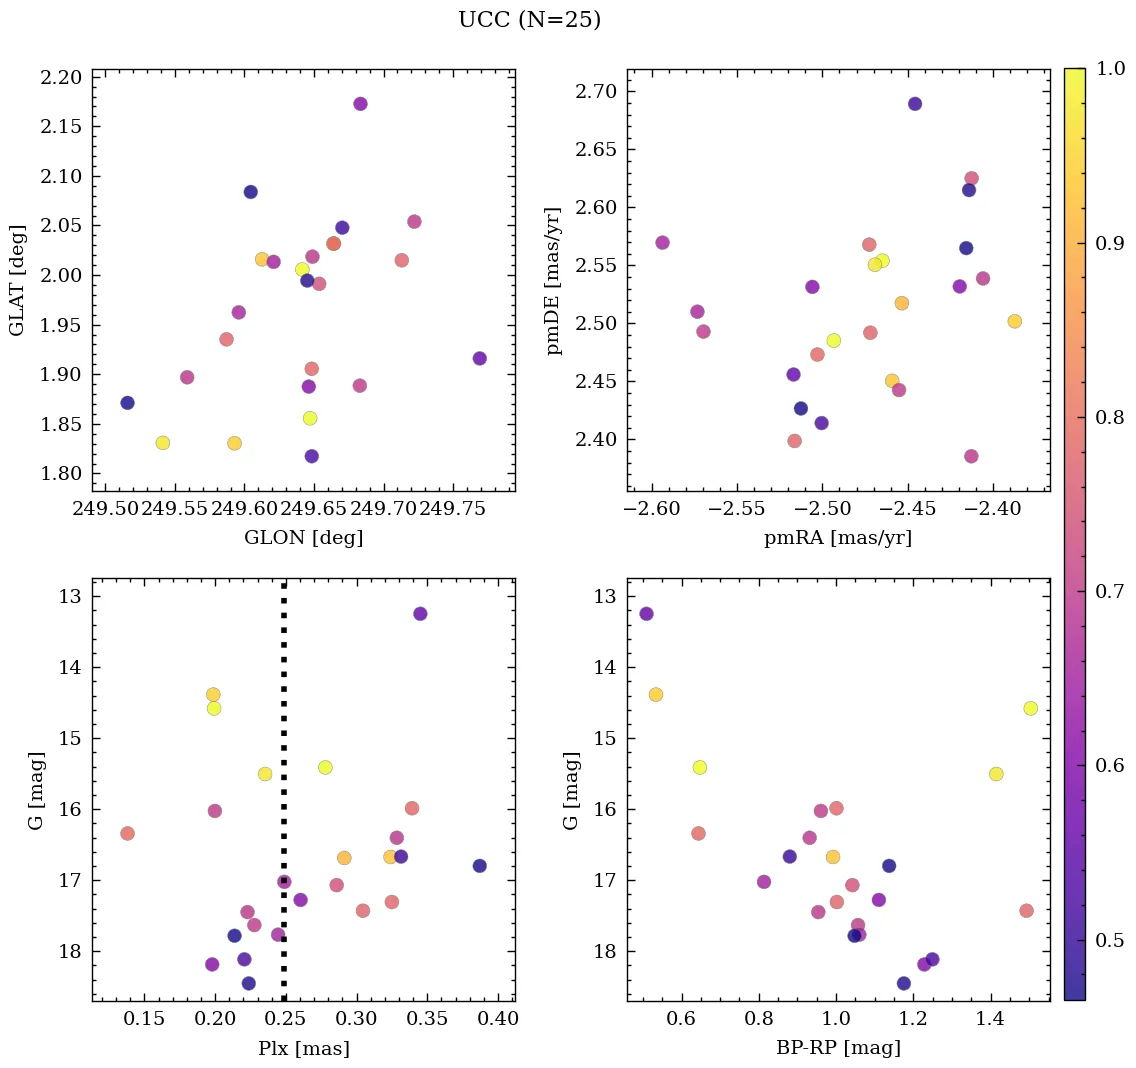 UCC (N=25)
2.20
2.15
2.10
2.05
2.00
1.95
1.90
1.85
1.80
GLAT [deg]
249.50 249.55 249.60 249.65 249.70 249.75
GLON [deg]
2.70
2.65
2.60
2.55
2.50
2.45
2.40
pmDE [mas/yr]
−2.60 −2.55 −2.50 −2.45 −2.40
pmRA [mas/yr]
13
14
15
16
17
18
G [mag]
0.15 0.20 0.25 0.30 0.35 0.40
Plx [mas]
13
14
15
16
17
18
G [mag]
0.6 0.8 1.0 1.2 1.4
BP-RP [mag]
1.0
0.9
0.8
0.7
0.6
0.5